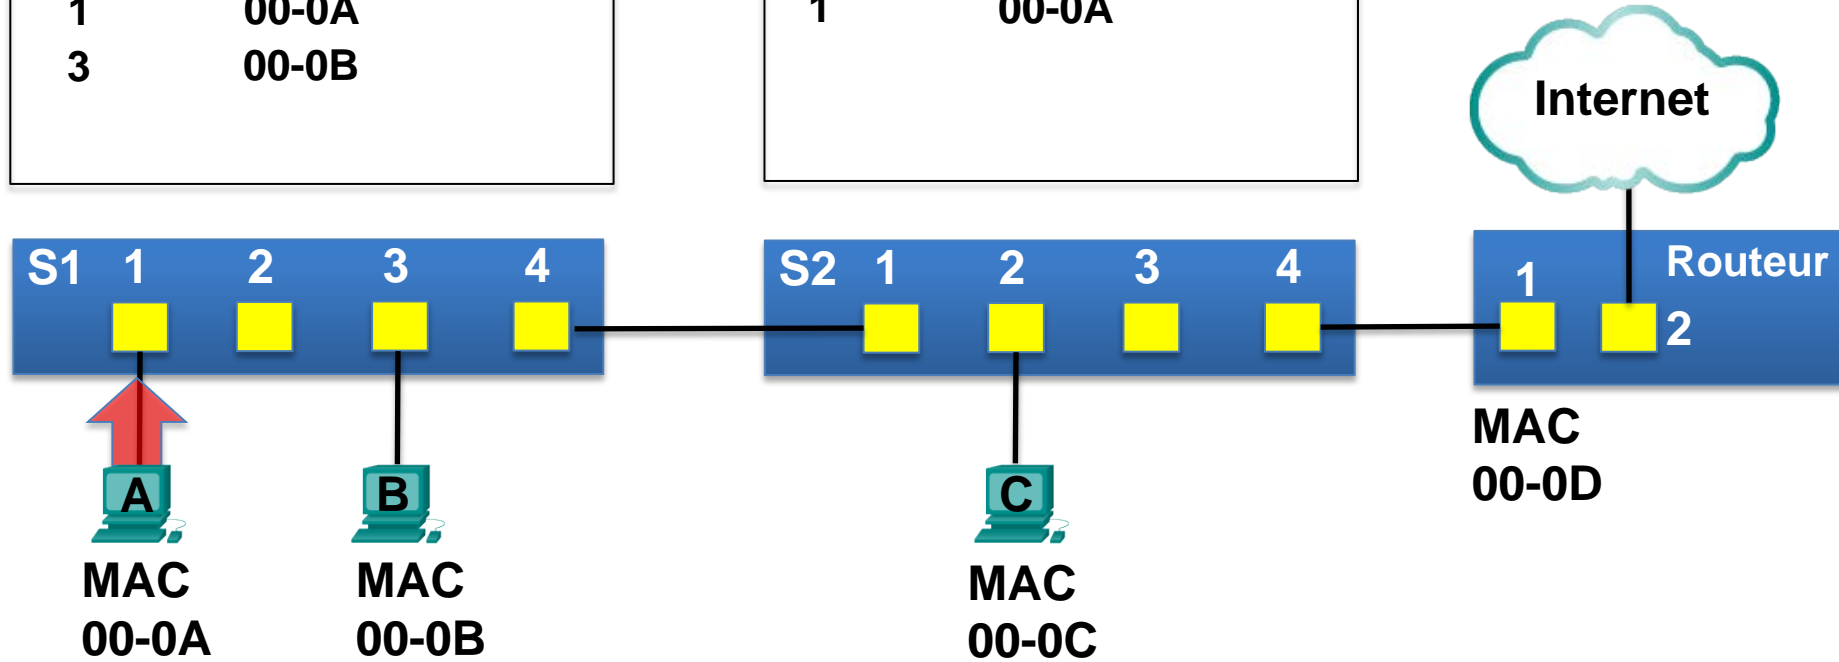 1 00-0A
3 00-0B
1 00-0A
Internet
S1 1 2 3 4
S2 1 2 3 4
1 Routeur
2
A
B
C
MAC
00-0A
MAC
00-0B
MAC
00-0C
MAC
00-0D